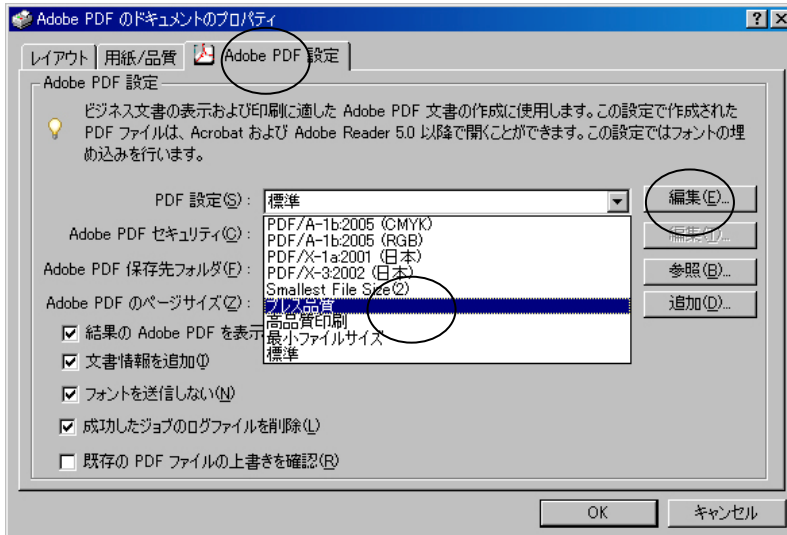 Adobe PDF のドキュメントのプロパティ
レイアウト 用紙/品質 Adobe PDF 設定
Adobe PDF 設定
ビジネス文書の表示および印刷に適した Adobe PDF 文書の作成に使用します。この設定で作成された
PDF ファイルは、Acrobat および Adobe Reader 5.0 以降で開くことができます。この設定ではフォントの埋
め込みを行います。
PDF 設定(S): 標準 編集(E)...
PDF/A-1b:2005 (CMYK)
Adobe PDF セキュリティ(C): PDF/A-1b:2005 (RGB) 編集(T)...
PDF/X-1a:2001 (日本)
Adobe PDF 保存先フォルダ(F): PDF/X-3:2002 (日本) 参照(B)...
Smallest File Size(2)
Adobe PDF のページサイズ(Z): プレス品質 追加(D)...
高品質印刷
結果の Adobe PDF を表示 最小ファイルサイズ
標準
文書情報を追加(I)
フォントを送信しない(N)
成功したジョブのログファイルを削除(L)
既存の PDF ファイルの上書きを確認(R)
OK キャンセル